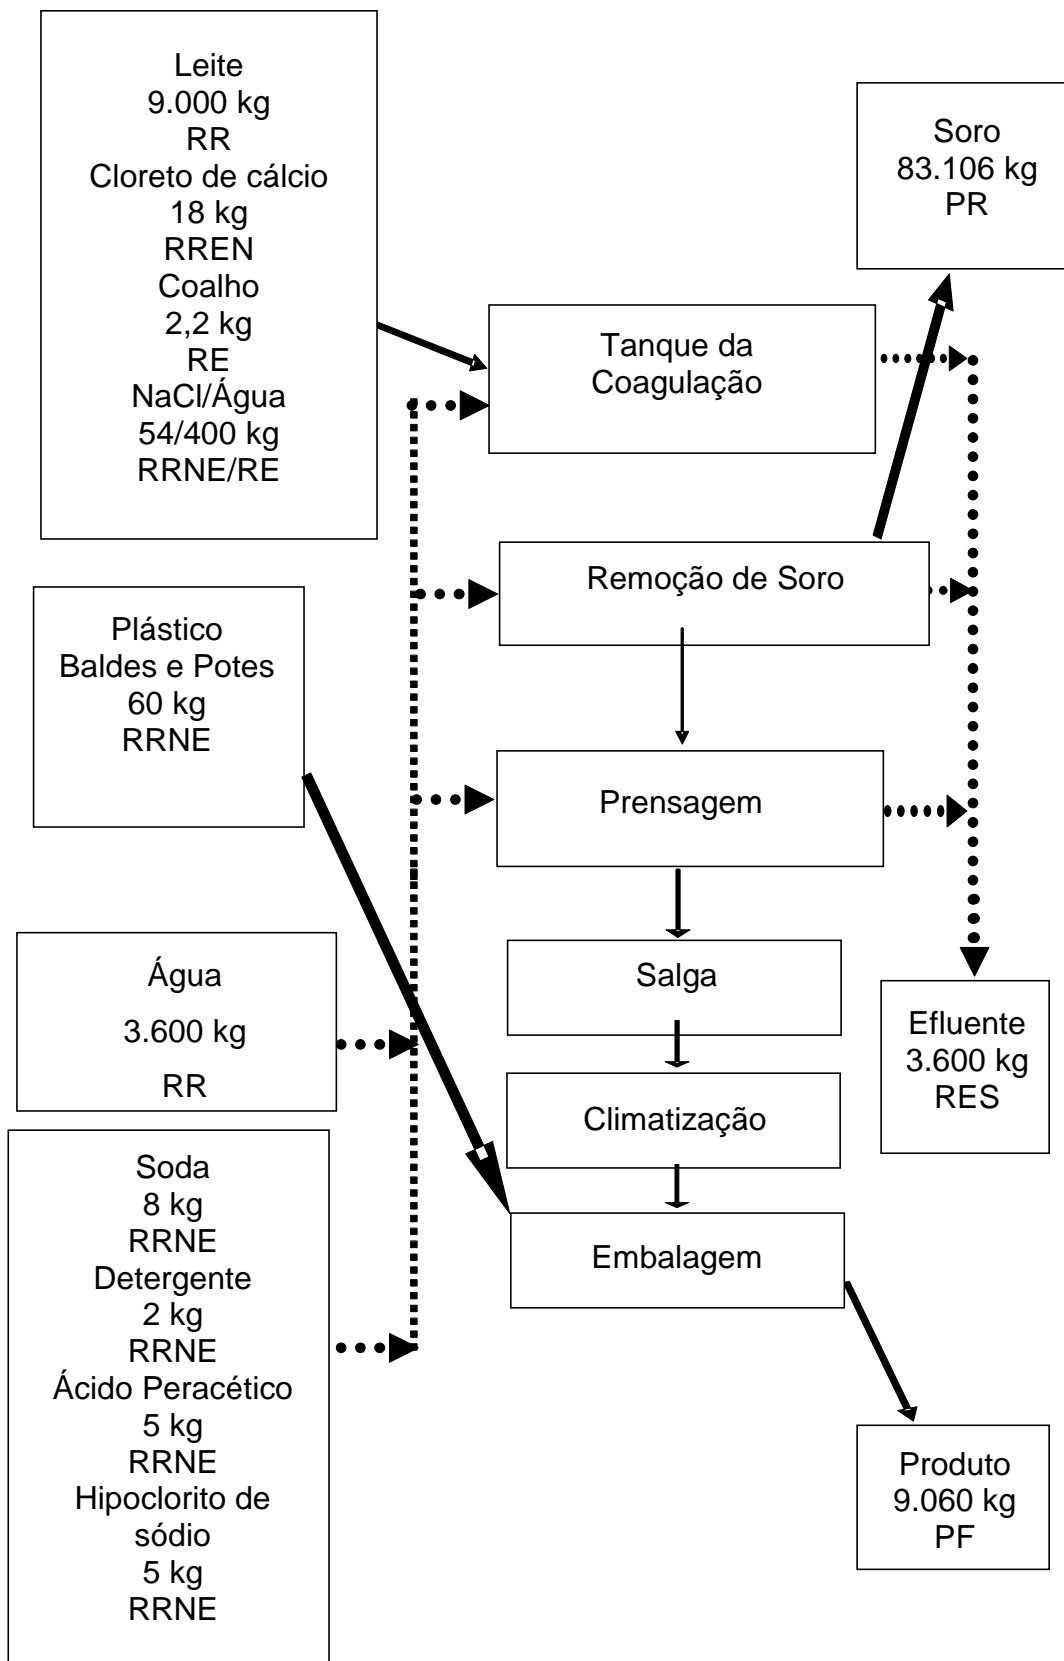 Leite
9.000 kg
RR
Cloreto de cálcio
18 kg
RREN
Coalho
2,2 kg
RE
NaCl/Água
54/400 kg
RRNE/RE
Soro
83.106 kg
PR
Tanque da
Coagulação
Remoção de Soro
Plástico
Baldes e Potes
60 kg
RRNE
Prensagem
Água
3.600 kg
RR
Salga
Efluente
3.600 kg
RES
Climatização
Soda
8 kg
RRNE
Detergente
2 kg
RRNE
Ácido Peracético
5 kg
RRNE
Hipoclorito de
sódio
5 kg
RRNE
Embalagem
Produto
9.060 kg
PF